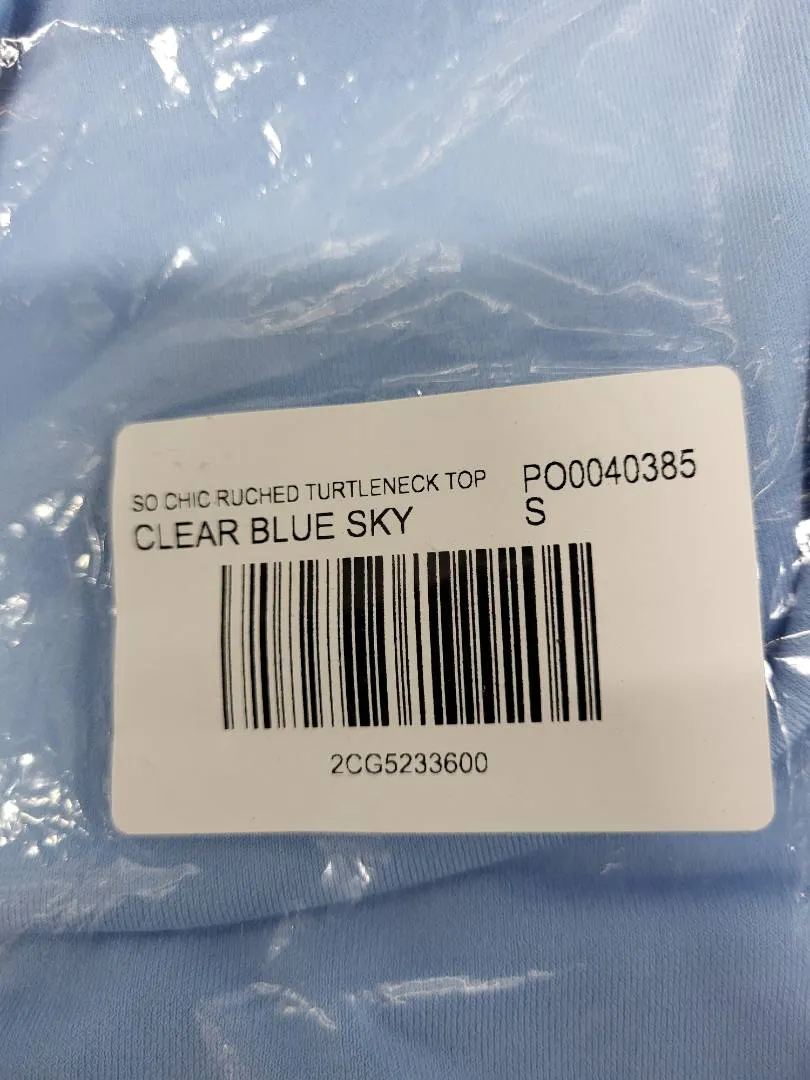 SO CHIC RUCHED TURTLENECK TOP
CLEAR BLUE SKY
PO0040385
S
2CG5233600